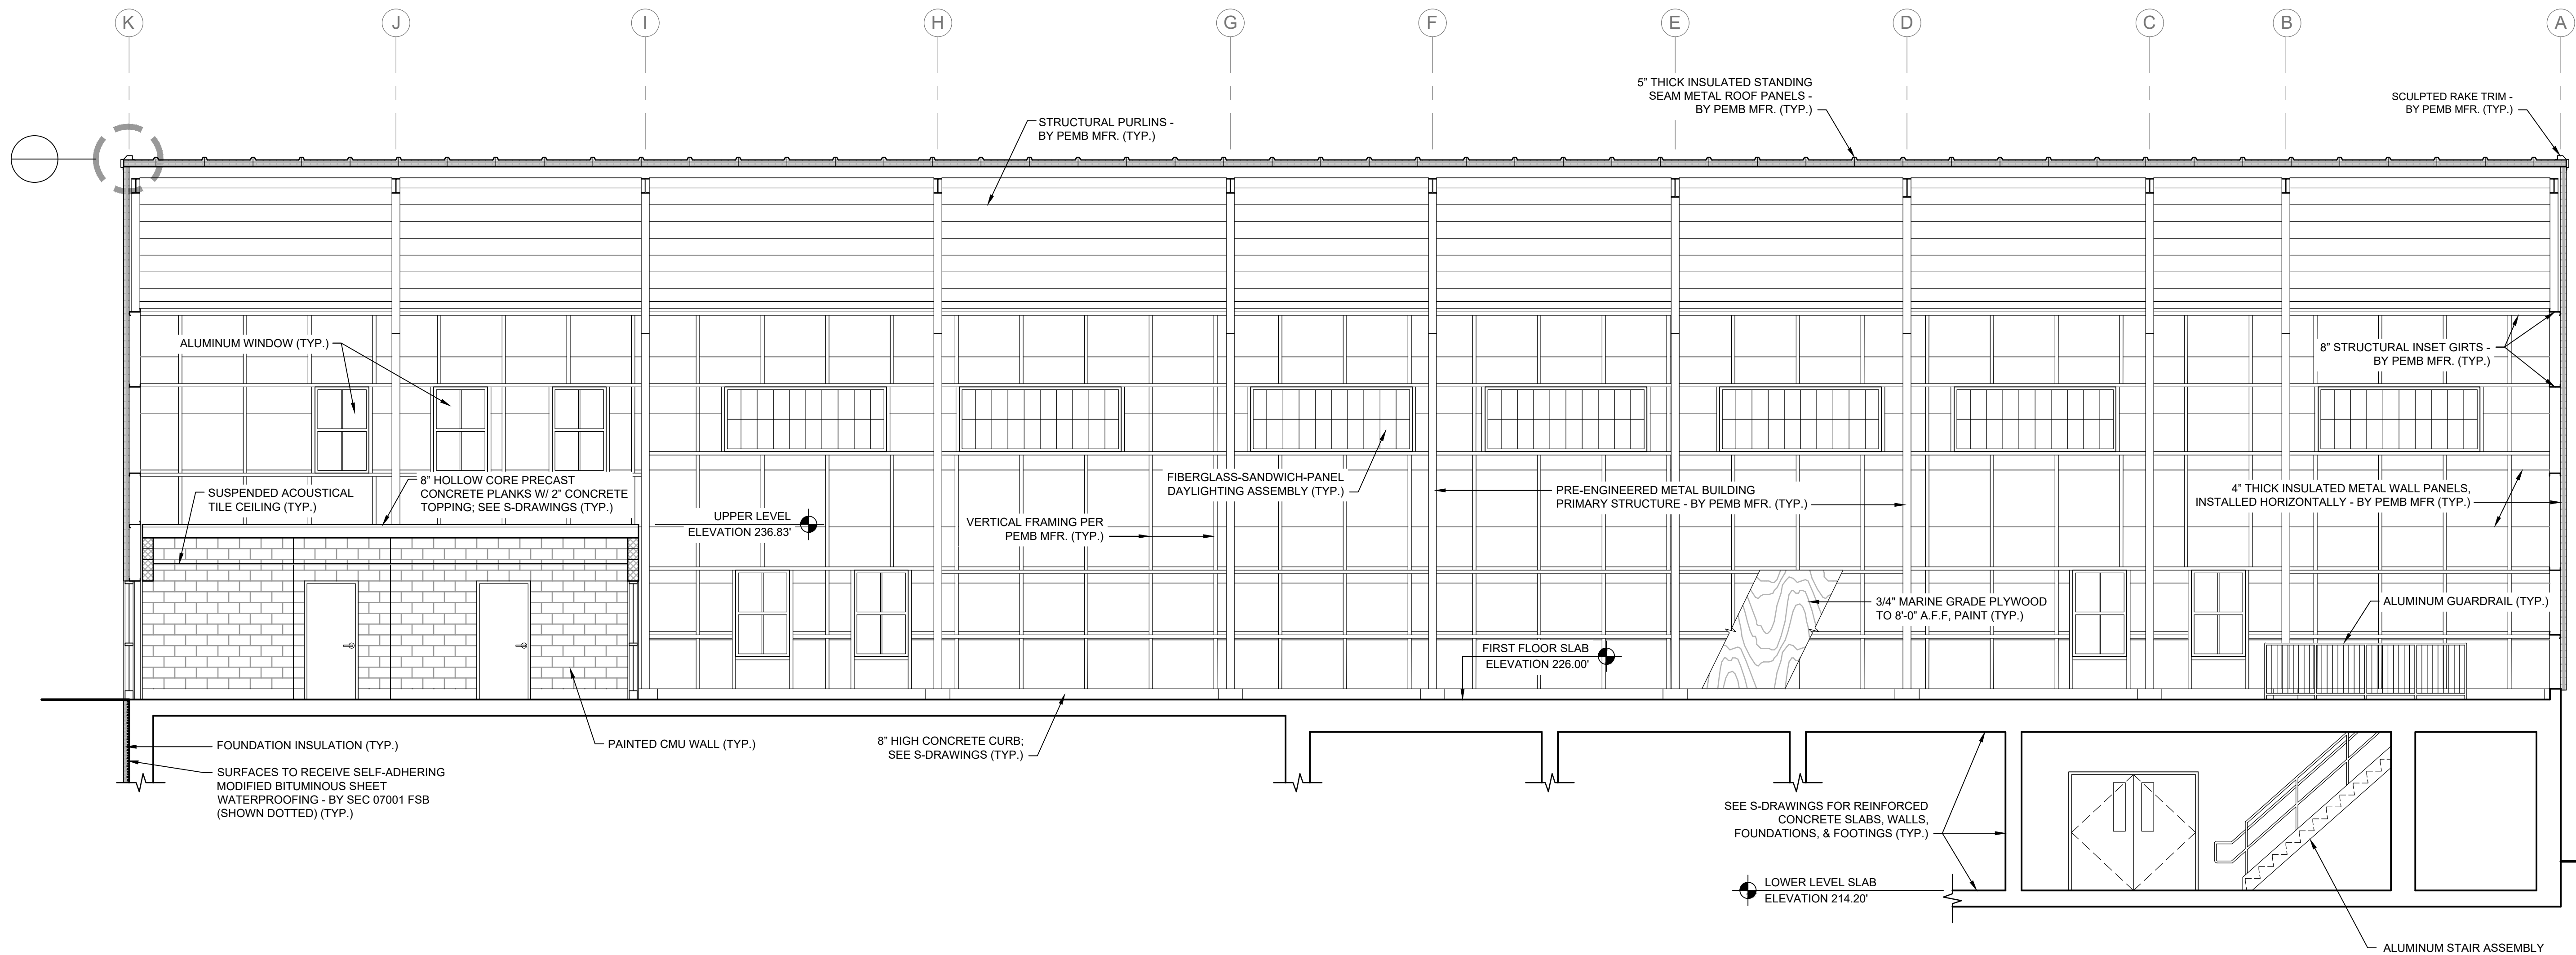 K
J
I
H
G
F
E
D
C
B
A
5" THICK INSULATED STANDING
SEAM METAL ROOF PANELS -
BY PEMB MFR. (TYP.)
SCULPTED RAKE TRIM -
BY PEMB MFR. (TYP.)
STRUCTURAL PURLINS -
BY PEMB MFR. (TYP.)
ALUMINUM WINDOW (TYP.)
8" STRUCTURAL INSET GIRTS -
BY PEMB MFR. (TYP.)
SUSPENDED ACOUSTICAL
TILE CEILING (TYP.)
8" HOLLOW CORE PRECAST
CONCRETE PLANKS W/ 2" CONCRETE
TOPPING; SEE S-DRAWINGS (TYP.)
UPPER LEVEL
ELEVATION 236.83'
FIBERGLASS-SANDWICH-PANEL
DAYLIGHTING ASSEMBLY (TYP.)
VERTICAL FRAMING PER
PEMB MFR. (TYP.)
PRE-ENGINEERED METAL BUILDING
PRIMARY STRUCTURE - BY PEMB MFR. (TYP.)
4" THICK INSULATED METAL WALL PANELS,
INSTALLED HORIZONTALLY - BY PEMB MFR (TYP.)
3/4" MARINE GRADE PLYWOOD
TO 8'-0" A.F.F, PAINT (TYP.)
ALUMINUM GUARDRAIL (TYP.)
FIRST FLOOR SLAB
ELEVATION 226.00'
FOUNDATION INSULATION (TYP.)
SURFACES TO RECEIVE SELF-ADHERING
MODIFIED BITUMINOUS SHEET
WATERPROOFING - BY SEC 07001 FSB
(SHOWN DOTTED) (TYP.)
PAINTED CMU WALL (TYP.)
8" HIGH CONCRETE CURB;
SEE S-DRAWINGS (TYP.)
SEE S-DRAWINGS FOR REINFORCED
CONCRETE SLABS, WALLS,
FOUNDATIONS, & FOOTINGS (TYP.)
LOWER LEVEL SLAB
ELEVATION 214.20'
ALUMINUM STAIR ASSEMBLY